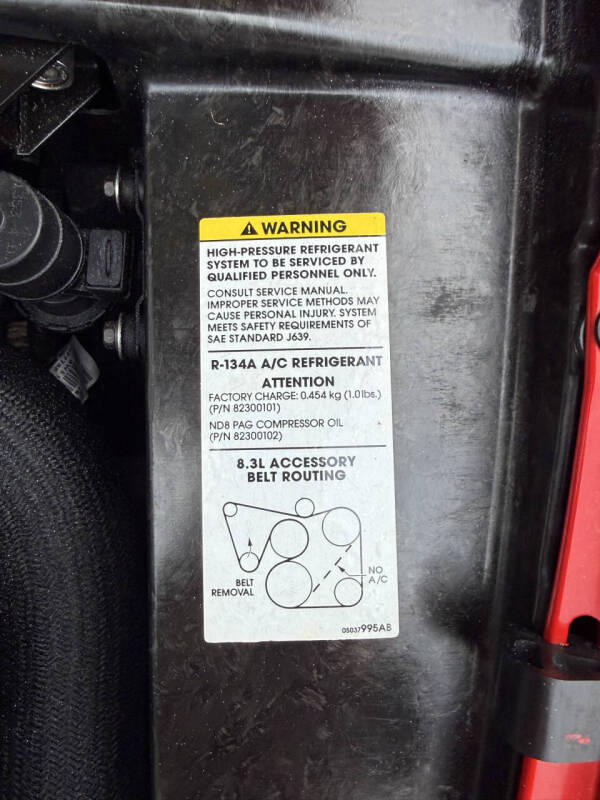 ⚠ WARNING
HIGH-PRESSURE REFRIGERANT
SYSTEM TO BE SERVICED BY
QUALIFIED PERSONNEL ONLY.
CONSULT SERVICE MANUAL.
IMPROPER SERVICE METHODS MAY
CAUSE PERSONAL INJURY. SYSTEM
MEETS SAFETY REQUIREMENTS OF
SAE STANDARD J639.
R-134A A/C REFRIGERANT
ATTENTION
FACTORY CHARGE: 0.454 kg (1.0 lbs.)
(P/N 82300101)
ND8 PAG COMPRESSOR OIL
(P/N 82300102)
8.3L ACCESSORY
BELT ROUTING
NO
A/C
BELT
REMOVAL
05037995AB